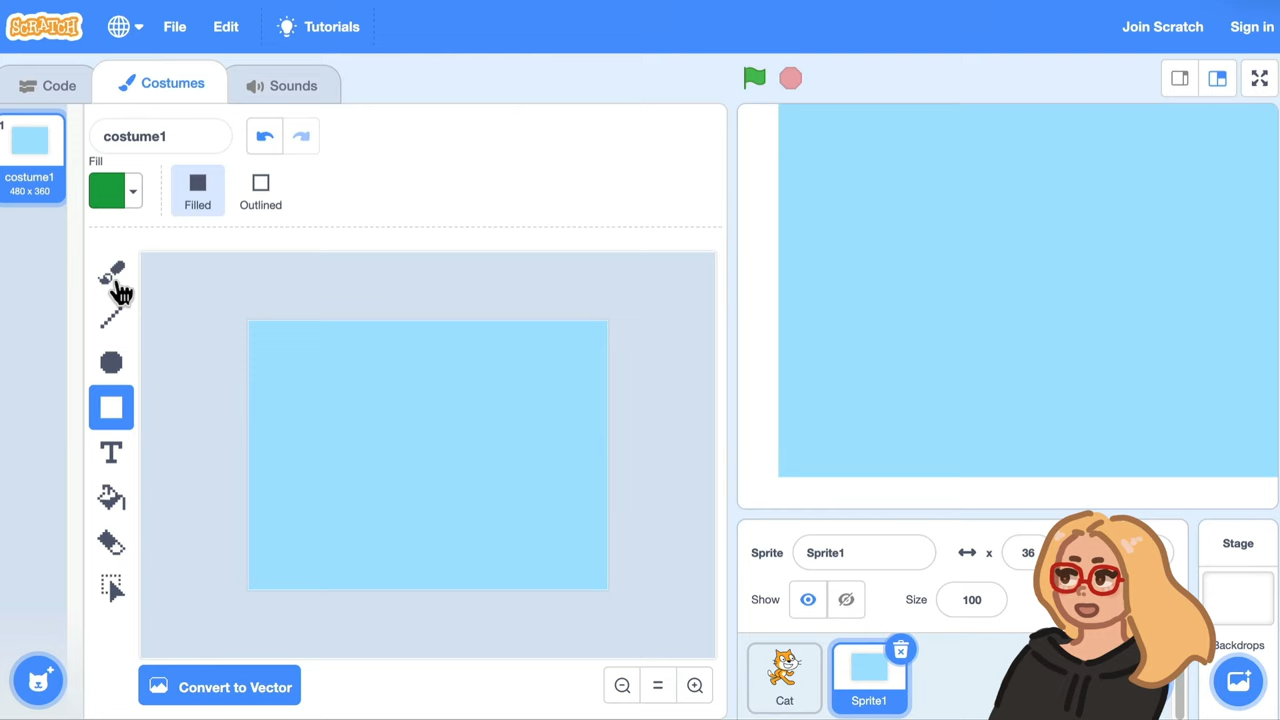 SCRATCH File Edit Tutorials Join Scratch Sign in
Code Costumes Sounds
1
costume1
480 x 360
costume1
Fill
Filled Outlined
T
Convert to Vector
Sprite Sprite1 x 36
Show Size 100
Cat Sprite1
Stage
Backdrops